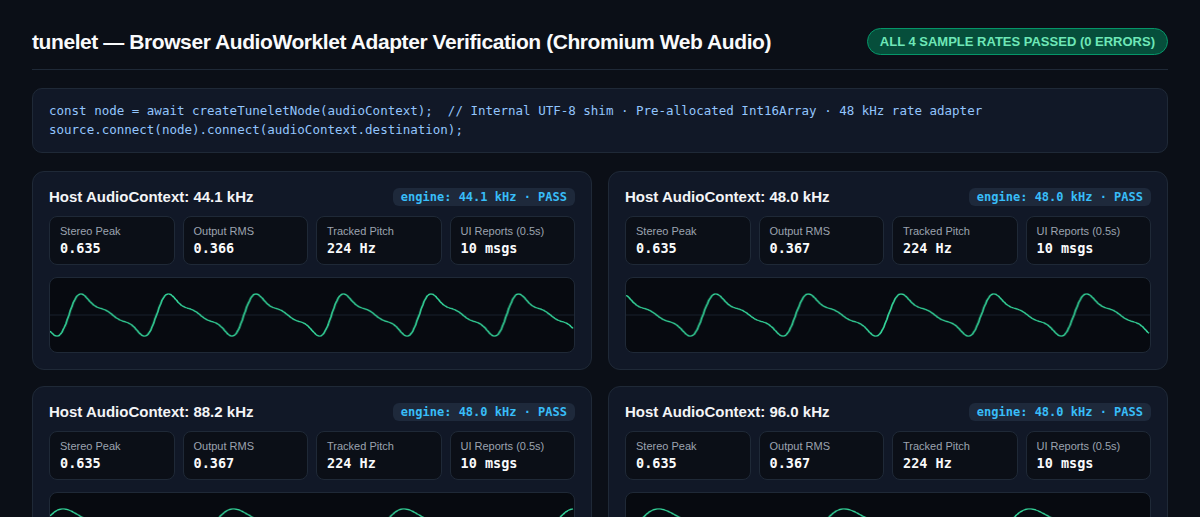 tunelet — Browser AudioWorklet Adapter Verification (Chromium Web Audio)
ALL 4 SAMPLE RATES PASSED (0 ERRORS)
const node = await createTuneletNode(audioContext);  // Internal UTF-8 shim · Pre-allocated Int16Array · 48 kHz rate adapter
source.connect(node).connect(audioContext.destination);
Host AudioContext: 44.1 kHz
engine: 44.1 kHz · PASS
Stereo Peak
0.635
Output RMS
0.366
Tracked Pitch
224 Hz
UI Reports (0.5s)
10 msgs
Host AudioContext: 48.0 kHz
engine: 48.0 kHz · PASS
Stereo Peak
0.635
Output RMS
0.367
Tracked Pitch
224 Hz
UI Reports (0.5s)
10 msgs
Host AudioContext: 88.2 kHz
engine: 48.0 kHz · PASS
Stereo Peak
0.635
Output RMS
0.367
Tracked Pitch
224 Hz
UI Reports (0.5s)
10 msgs
Host AudioContext: 96.0 kHz
engine: 48.0 kHz · PASS
Stereo Peak
0.635
Output RMS
0.367
Tracked Pitch
224 Hz
UI Reports (0.5s)
10 msgs